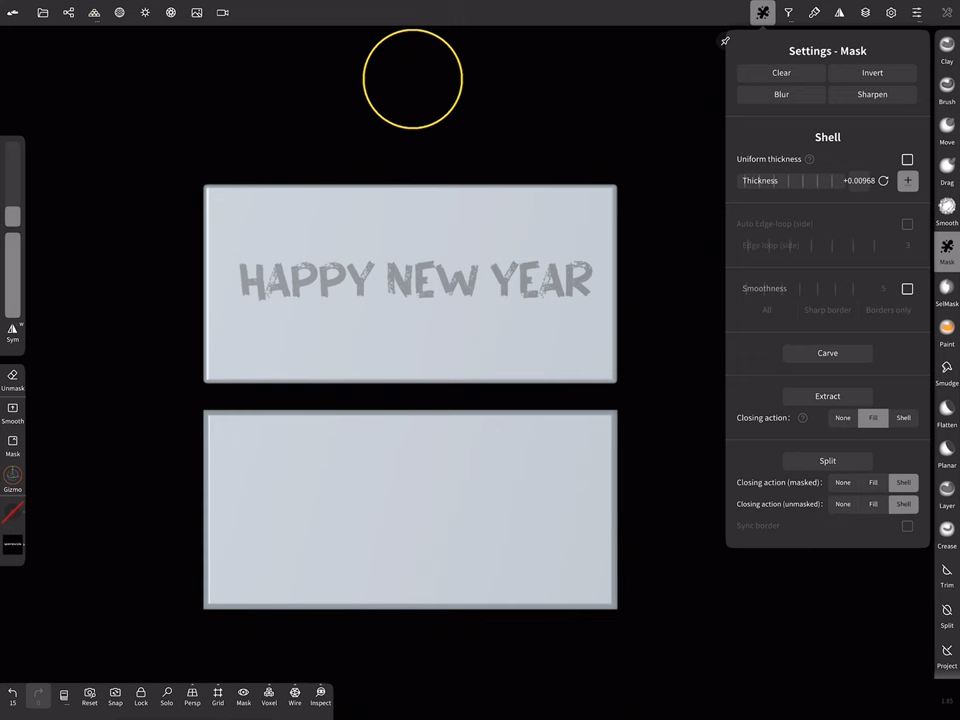 Settings - Mask
Clear Invert
Blur Sharpen
Shell
Uniform thickness ?
Thickness +0.00968 +
Auto Edge-loop (side)
Edge loop (side) 3
Smoothness 5
All Sharp border Borders only
Carve
Extract
Closing action: ? None Fill Shell
Split
Closing action (masked): None Fill Shell
Closing action (unmasked): None Fill Shell
Sync border
HAPPY NEW YEAR
W
Sym
Unmask
Smooth
Mask
Gizmo
Clay
Brush
Move
Drag
Smooth
Mask
SelMask
Paint
Smudge
Flatten
Planar
Layer
Crease
Trim
Split
Project
15 0 ... Reset Snap Lock Solo Persp Grid Mask Voxel Wire Inspect
1.85